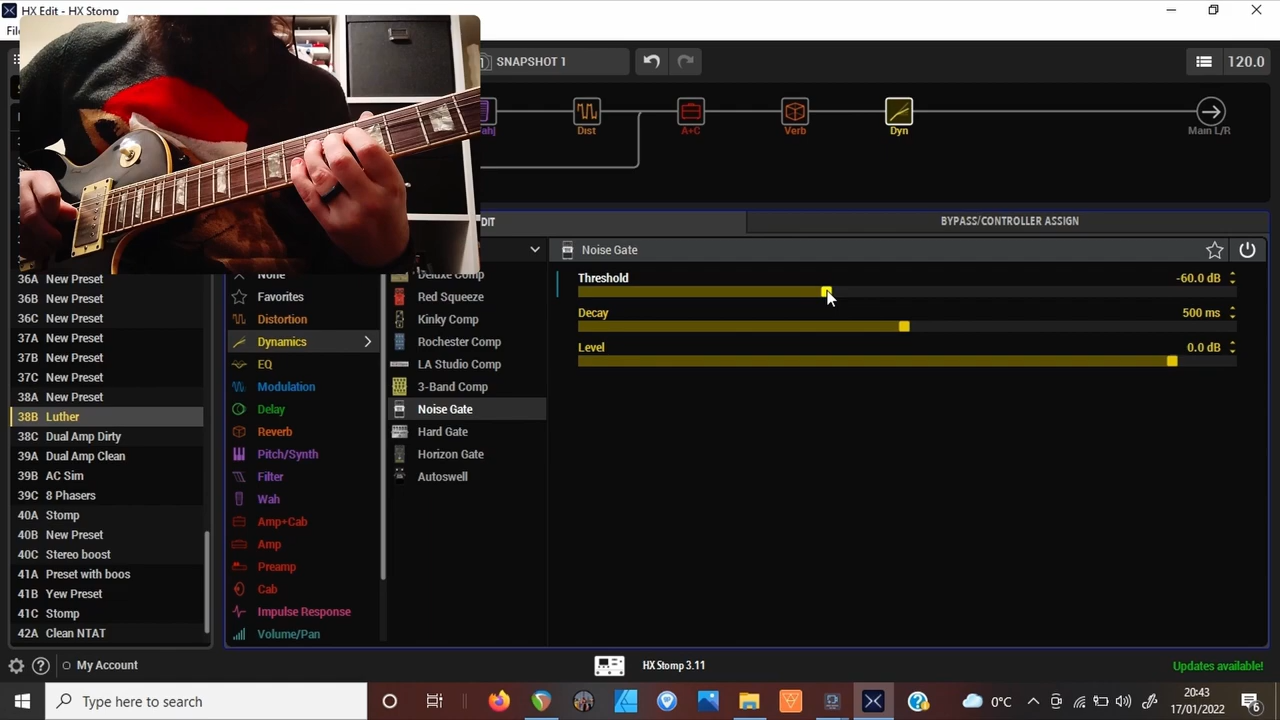 HX Edit - HX Stomp
SNAPSHOT 1
120.0
Dist
A+C
Verb
Dyn
Main L/R
BYPASS/CONTROLLER ASSIGN
36A New Preset
36B New Preset
36C New Preset
37A New Preset
37B New Preset
37C New Preset
38A New Preset
38B Luther
38C Dual Amp Dirty
39A Dual Amp Clean
39B AC Sim
39C 8 Phasers
40A Stomp
40B New Preset
40C Stereo boost
41A Preset with boos
41B Yew Preset
41C Stomp
42A Clean NTAT
None
Favorites
Distortion
Dynamics
EQ
Modulation
Delay
Reverb
Pitch/Synth
Filter
Wah
Amp+Cab
Amp
Preamp
Cab
Impulse Response
Volume/Pan
Deluxe Comp
Red Squeeze
Kinky Comp
Rochester Comp
LA Studio Comp
3-Band Comp
Noise Gate
Hard Gate
Horizon Gate
Autoswell
Noise Gate
Threshold -60.0 dB
Decay 500 ms
Level 0.0 dB
My Account
HX Stomp 3.11
Updates available!
Type here to search
0°C
20:43
17/01/2022
6